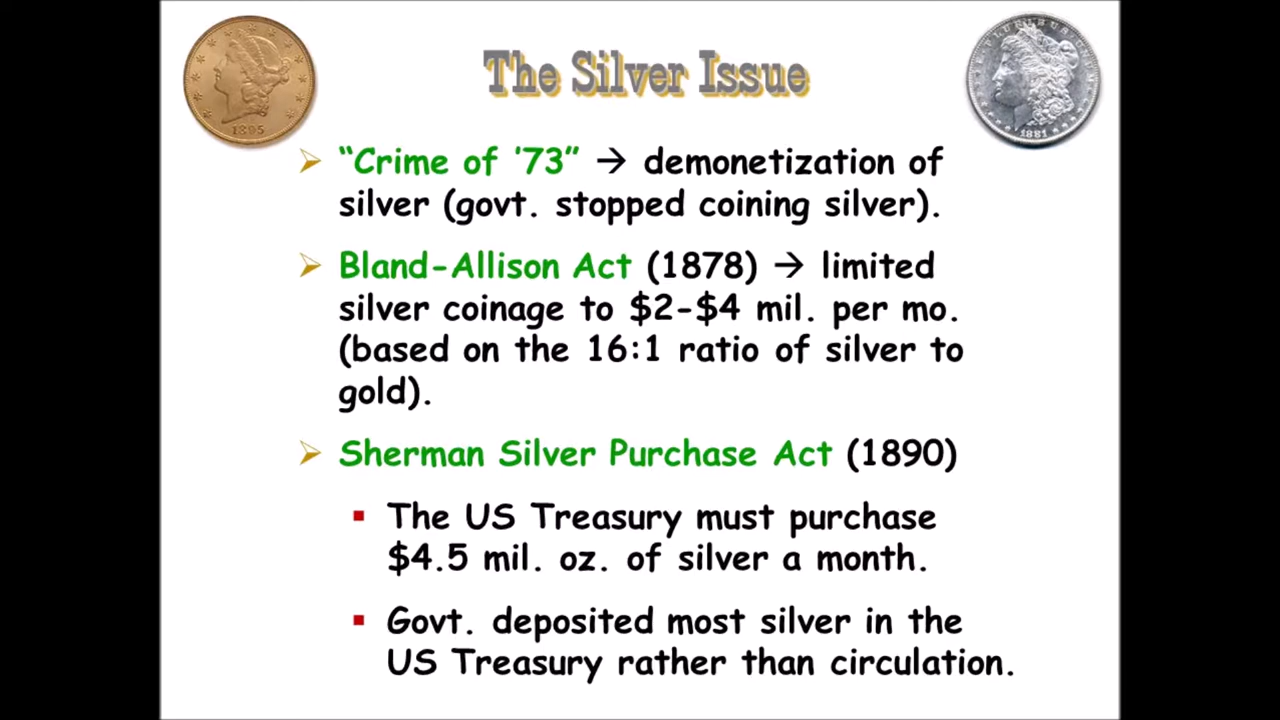 The Silver Issue
1895
PLURIBUS UNUM
1881
➢ “Crime of ’73” → demonetization of
silver (govt. stopped coining silver).
➢ Bland-Allison Act (1878) → limited
silver coinage to $2-$4 mil. per mo.
(based on the 16:1 ratio of silver to
gold).
➢ Sherman Silver Purchase Act (1890)
▪ The US Treasury must purchase
$4.5 mil. oz. of silver a month.
▪ Govt. deposited most silver in the
US Treasury rather than circulation.